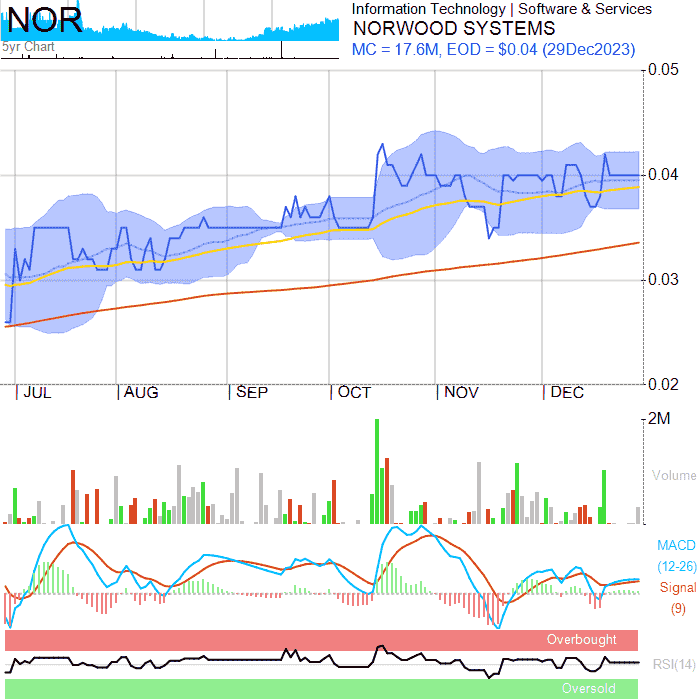 NOR
5yr Chart
Information Technology | Software & Services
NORWOOD SYSTEMS
MC = 17.6M, EOD = $0.04 (29Dec2023)
0.05
0.04
0.03
0.02
JUL AUG SEP OCT NOV DEC
2M
Volume
MACD
(12-26)
Signal
(9)
Overbought
RSI(14)
Oversold